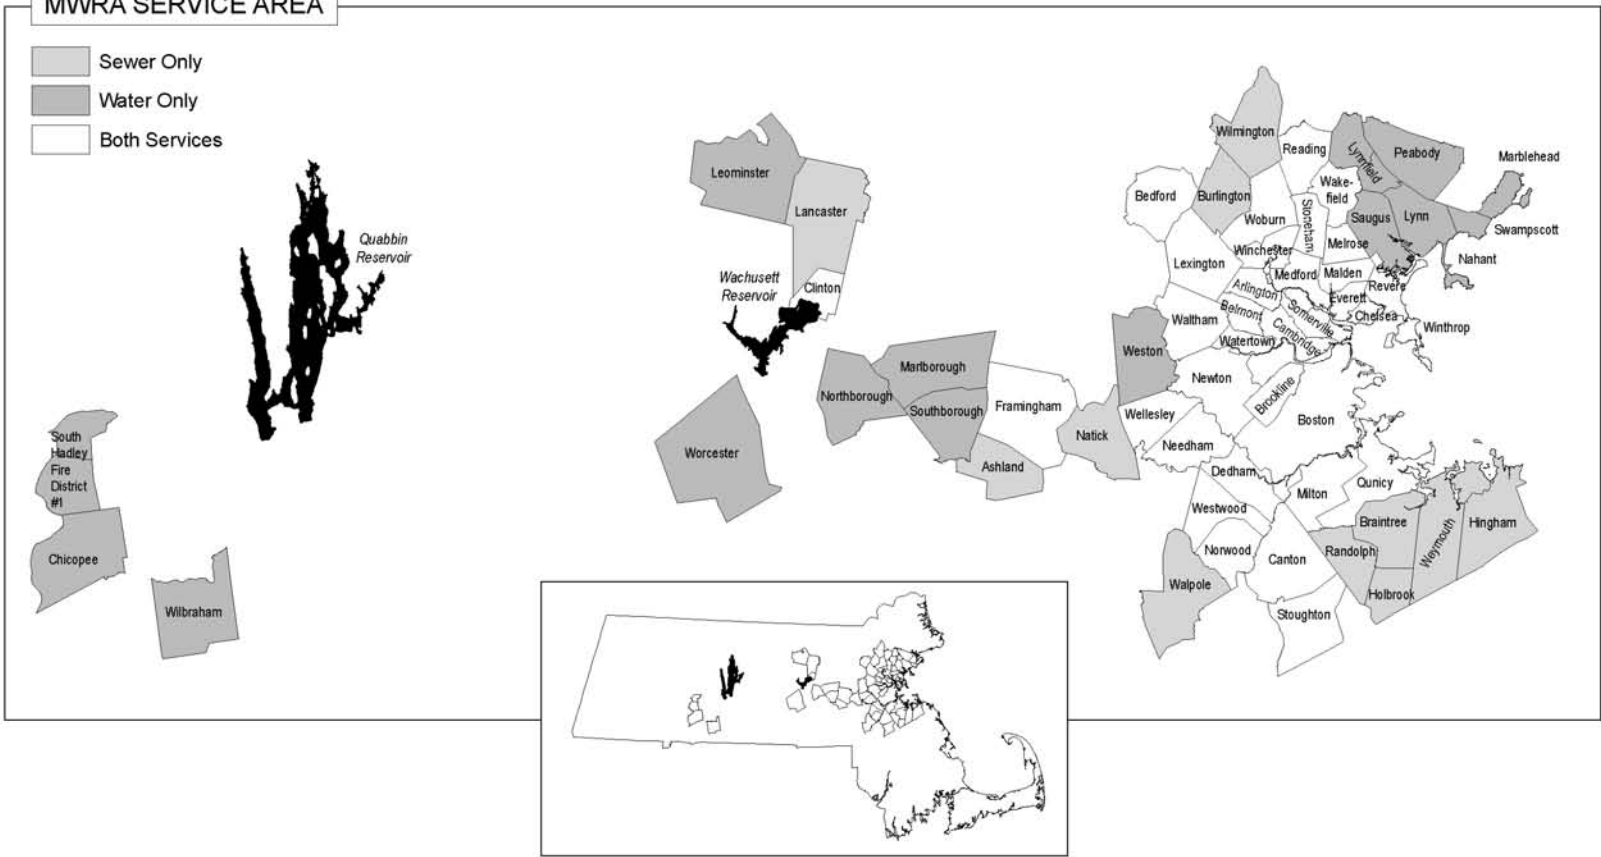 MWRA SERVICE AREA
Sewer Only
Water Only
Both Services
Quabbin
Reservoir
South
Hadley
Fire
District
#1
Chicopee
Wilbraham
Leominster
Lancaster
Clinton
Wachusett
Reservoir
Worcester
Northborough
Marlborough
Southborough
Framingham
Ashland
Natick
Weston
Wellesley
Wilmington
Reading
Lynnfield
Peabody
Marblehead
Bedford
Burlington
Woburn
Stoneham
Wake-
field
Saugus
Lynn
Swampscott
Nahant
Lexington
Winchester
Melrose
Medford
Malden
Revere
Arlington
Everett
Chelsea
Winthrop
Waltham
Belmont
Somerville
Cambridge
Watertown
Newton
Brookline
Boston
Needham
Dedham
Westwood
Milton
Qunicy
Norwood
Canton
Randolph
Braintree
Weymouth
Hingham
Walpole
Holbrook
Stoughton